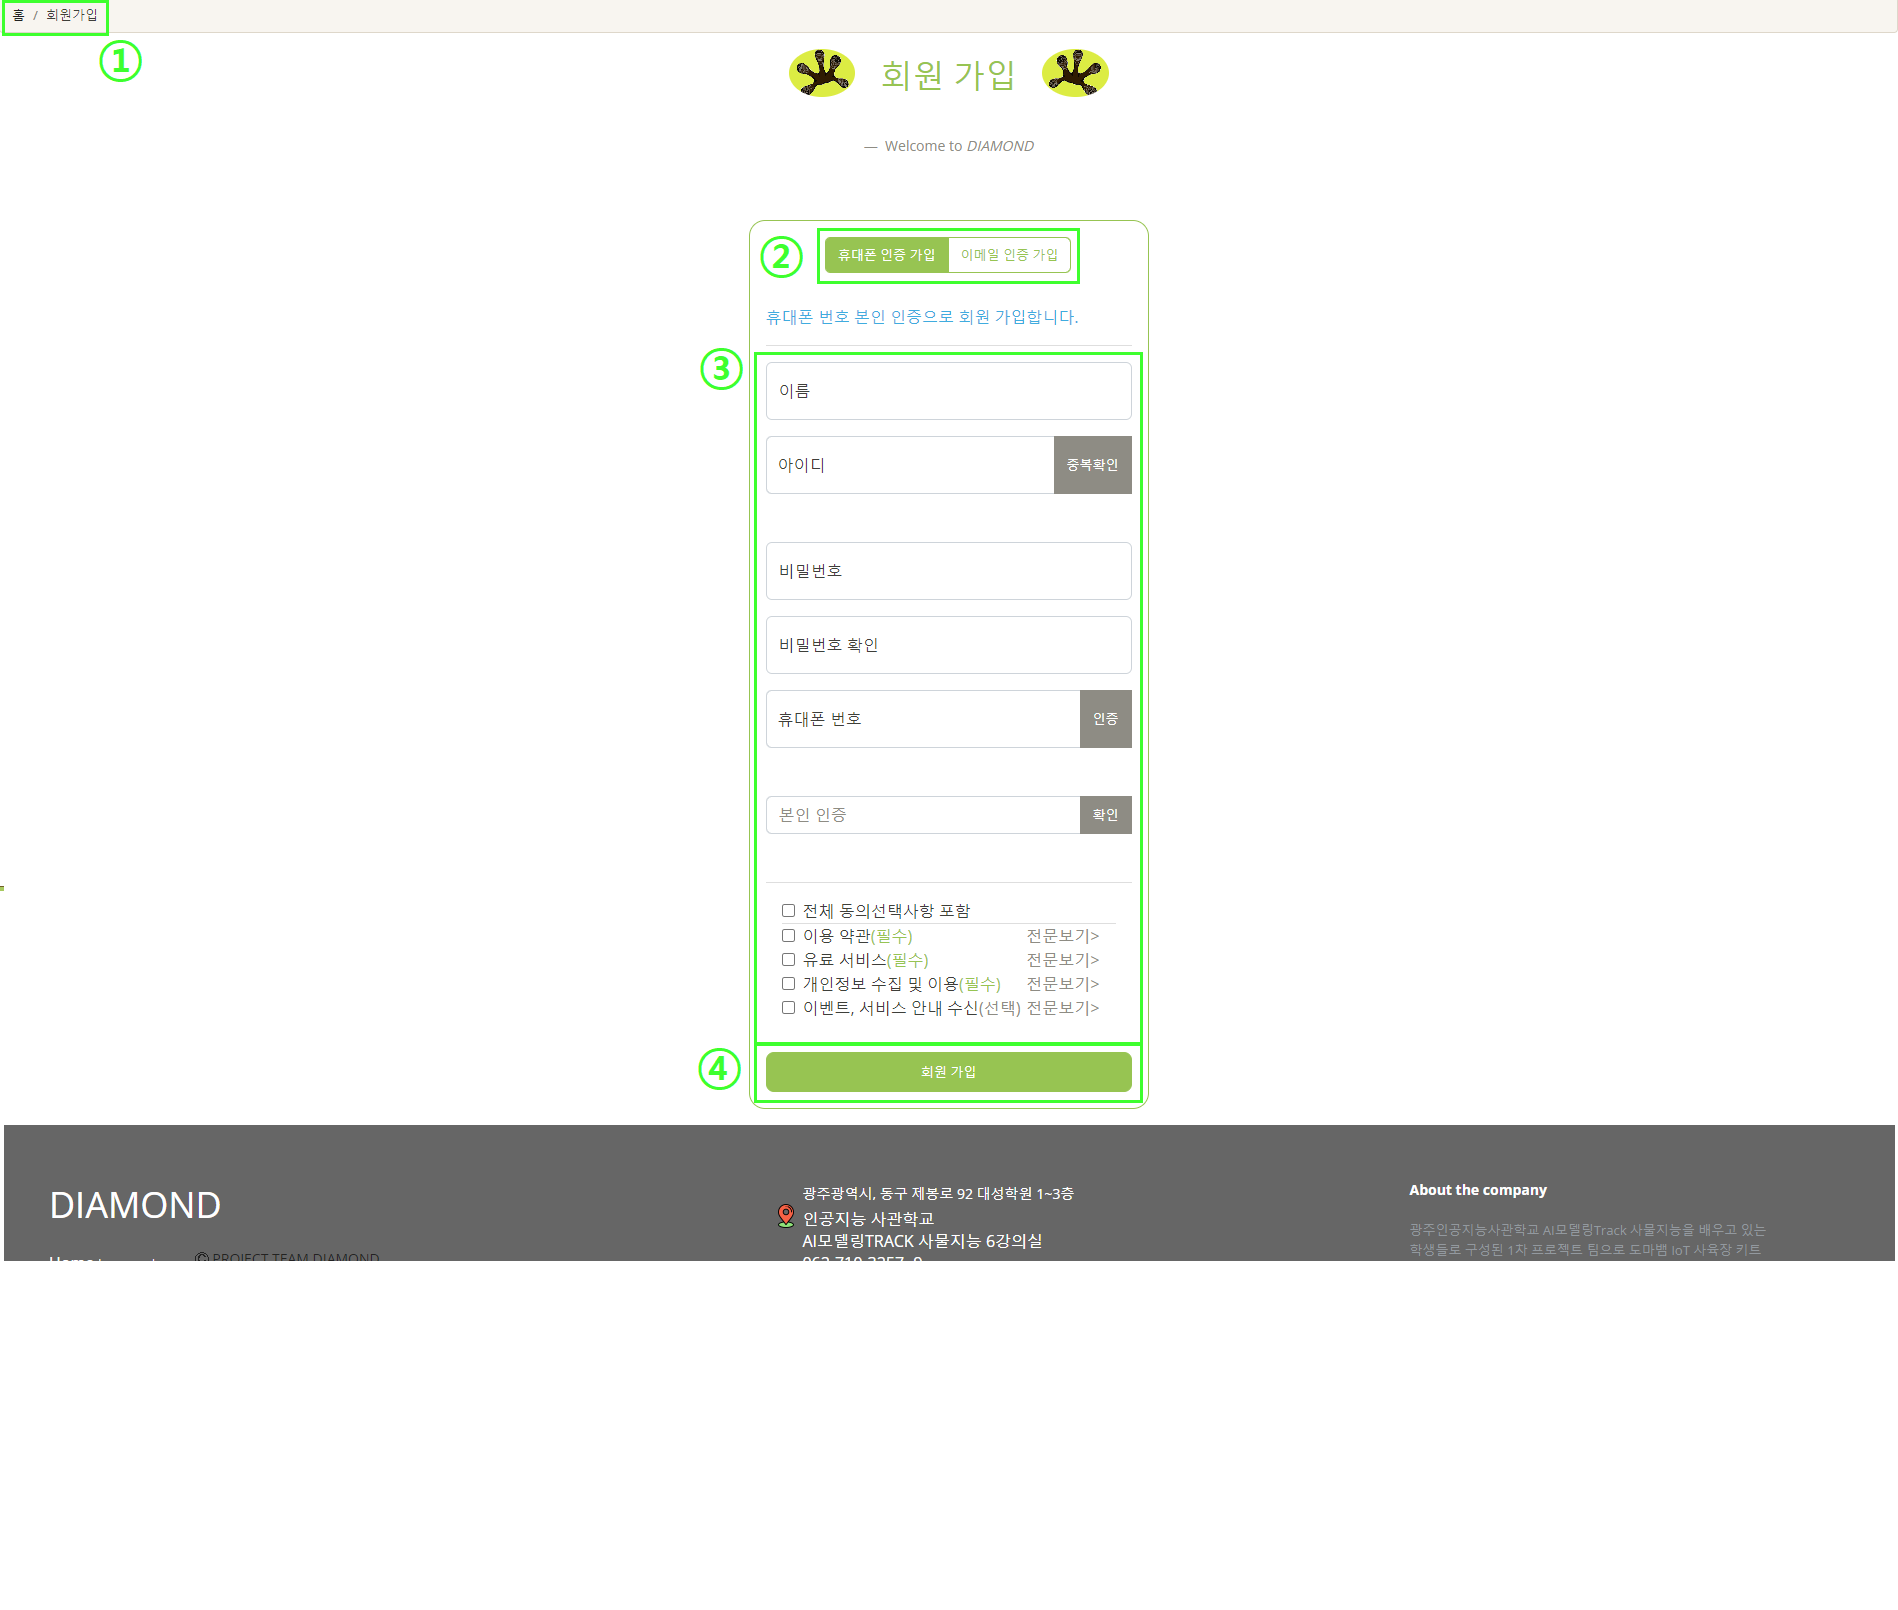 홈 / 회원가입
①
회원 가입
— Welcome to DIAMOND
②
휴대폰 인증 가입 이메일 인증 가입
휴대폰 번호 본인 인증으로 회원 가입합니다.
③
이름
아이디 중복확인
비밀번호
비밀번호 확인
휴대폰 번호 인증
본인 인증 확인
전체 동의선택사항 포함
이용 약관(필수) 전문보기>
유료 서비스(필수) 전문보기>
개인정보 수집 및 이용(필수) 전문보기>
이벤트, 서비스 안내 수신(선택) 전문보기>
④
회원 가입
DIAMOND
Home
© PROJECT TEAM DIAMOND
광주광역시, 동구 제봉로 92 대성학원 1~3층
인공지능 사관학교
AI모델링TRACK 사물지능 6강의실
About the company
광주인공지능사관학교 AI모델링Track 사물지능을 배우고 있는
학생들로 구성된 1차 프로젝트 팀으로 도마뱀 IoT 사육장 키트